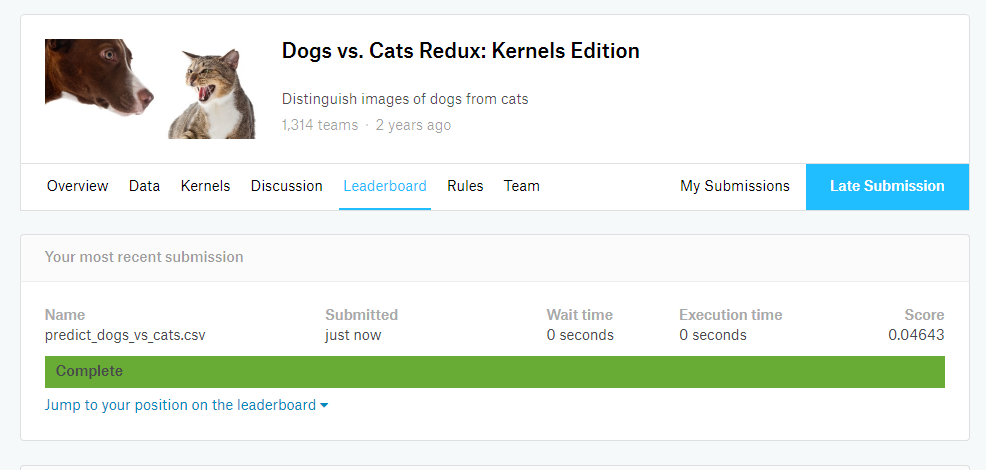 Dogs vs. Cats Redux: Kernels Edition
Distinguish images of dogs from cats
1,314 teams · 2 years ago
Overview Data Kernels Discussion Leaderboard Rules Team My Submissions Late Submission
Your most recent submission
Name Submitted Wait time Execution time Score
predict_dogs_vs_cats.csv just now 0 seconds 0 seconds 0.04643
Complete
Jump to your position on the leaderboard